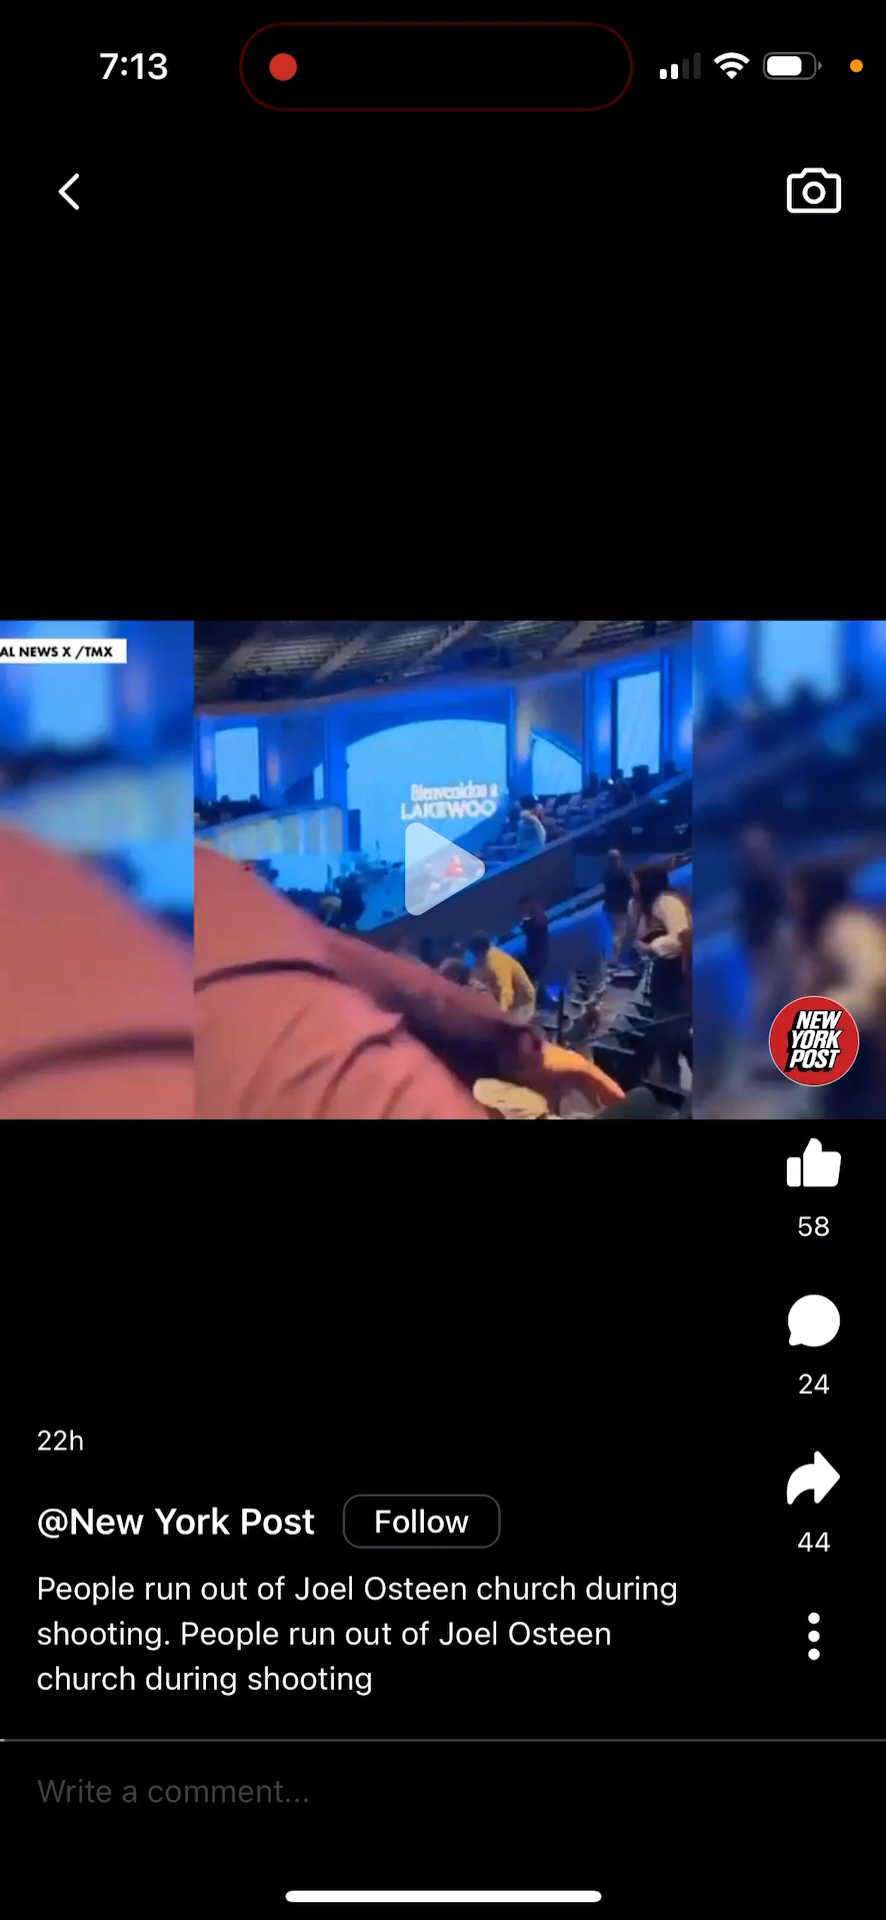 7:13
AL NEWS X /TMX
Bienvenidos a
LAKEWOO
NEW
YORK
POST
58
24
22h
@New York Post
Follow
44
People run out of Joel Osteen church during
shooting. People run out of Joel Osteen
church during shooting
Write a comment...